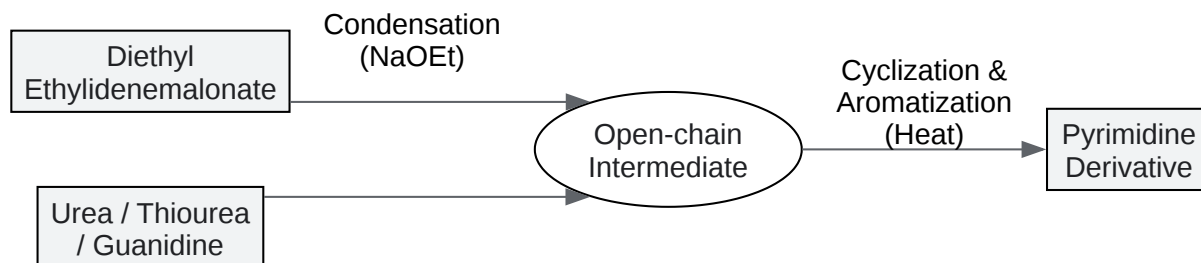 Diethyl
Ethylidenemalonate
Condensation
(NaOEt)
Urea / Thiourea
/ Guanidine
Open-chain
Intermediate
Cyclization &
Aromatization
(Heat)
Pyrimidine
Derivative